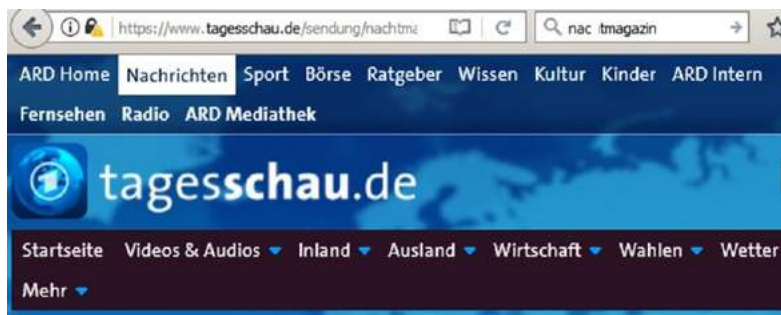 https://www.tagesschau.de/sendung/nachtma nac tmagazin
ARD Home Nachrichten Sport Börse Ratgeber Wissen Kultur Kinder ARD Intern
Fernsehen Radio ARD Mediathek
tagesschau.de
Startseite Videos & Audios Inland Ausland Wirtschaft Wahlen Wetter
Mehr